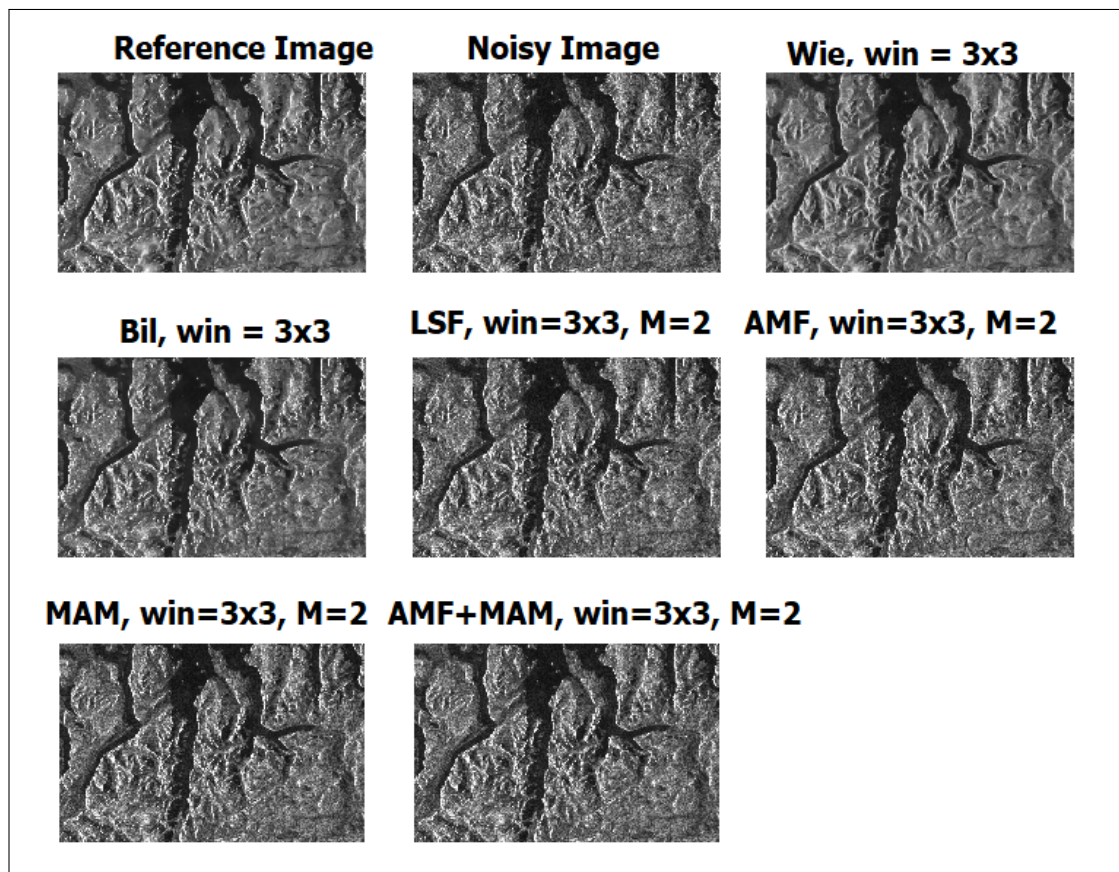 Reference Image
Noisy Image
Wie, win = 3x3
Bil, win = 3x3
LSF, win=3x3, M=2
AMF, win=3x3, M=2
MAM, win=3x3, M=2
AMF+MAM, win=3x3, M=2